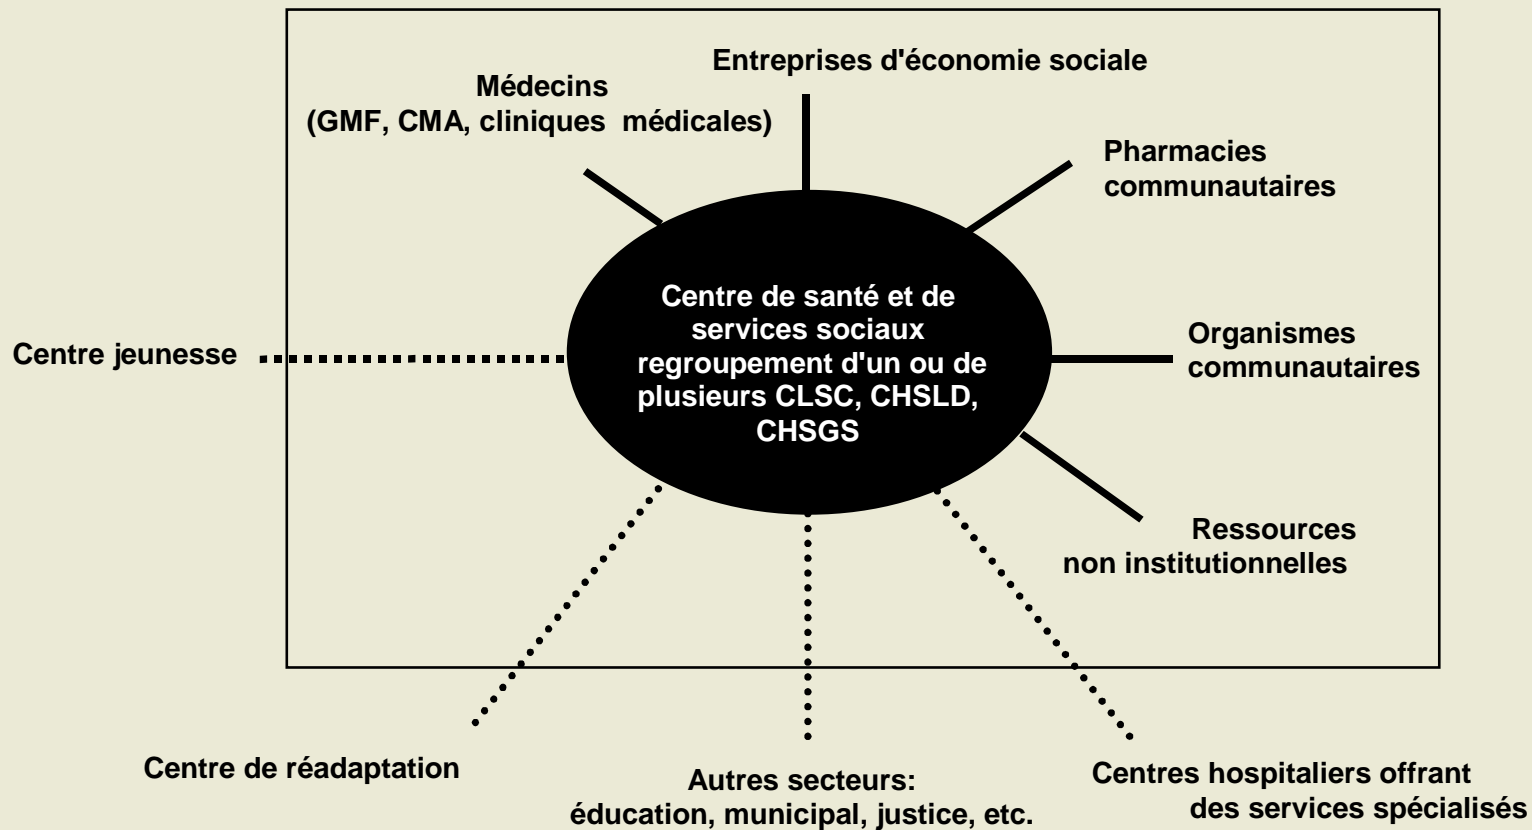 Entreprises d'économie sociale
Médecins
(GMF, CMA, cliniques médicales)
Pharmacies
communautaires
Centre de santé et de
services sociaux
regroupement d'un ou de
plusieurs CLSC, CHSLD,
CHSGS
Centre jeunesse
Organismes
communautaires
Ressources
non institutionnelles
Centre de réadaptation
Autres secteurs:
éducation, municipal, justice, etc.
Centres hospitaliers offrant
des services spécialisés